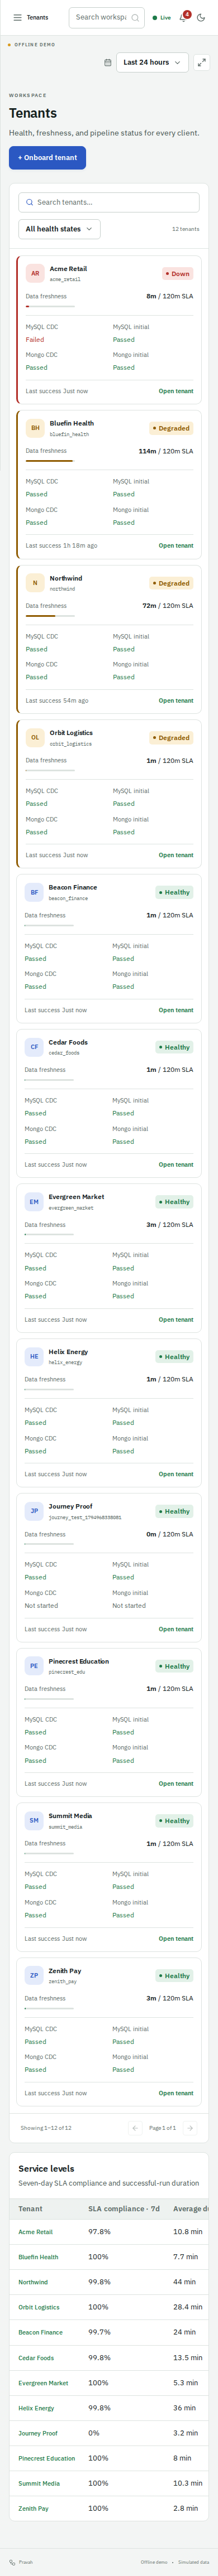 Tenants
Search workspa
Live
4
OFFLINE DEMO
Last 24 hours
WORKSPACE
Tenants
Health, freshness, and pipeline status for every client.
+ Onboard tenant
Search tenants...
All health states
12 tenants
AR
Acme Retail
acme_retail
Down
Data freshness
8m / 120m SLA
MySQL CDC
MySQL initial
Failed
Passed
Mongo CDC
Mongo initial
Passed
Passed
Last success Just now
Open tenant
BH
Bluefin Health
bluefin_health
Degraded
Data freshness
114m / 120m SLA
MySQL CDC
MySQL initial
Passed
Passed
Mongo CDC
Mongo initial
Passed
Passed
Last success 1h 18m ago
Open tenant
N
Northwind
northwind
Degraded
Data freshness
72m / 120m SLA
MySQL CDC
MySQL initial
Passed
Passed
Mongo CDC
Mongo initial
Passed
Passed
Last success 54m ago
Open tenant
OL
Orbit Logistics
orbit_logistics
Degraded
Data freshness
1m / 120m SLA
MySQL CDC
MySQL initial
Passed
Passed
Mongo CDC
Mongo initial
Passed
Passed
Last success Just now
Open tenant
BF
Beacon Finance
beacon_finance
Healthy
Data freshness
1m / 120m SLA
MySQL CDC
MySQL initial
Passed
Passed
Mongo CDC
Mongo initial
Passed
Passed
Last success Just now
Open tenant
CF
Cedar Foods
cedar_foods
Healthy
Data freshness
1m / 120m SLA
MySQL CDC
MySQL initial
Passed
Passed
Mongo CDC
Mongo initial
Passed
Passed
Last success Just now
Open tenant
EM
Evergreen Market
evergreen_market
Healthy
Data freshness
3m / 120m SLA
MySQL CDC
MySQL initial
Passed
Passed
Mongo CDC
Mongo initial
Passed
Passed
Last success Just now
Open tenant
HE
Helix Energy
helix_energy
Healthy
Data freshness
1m / 120m SLA
MySQL CDC
MySQL initial
Passed
Passed
Mongo CDC
Mongo initial
Passed
Passed
Last success Just now
Open tenant
JP
Journey Proof
Healthy
Data freshness
0m / 120m SLA
MySQL CDC
MySQL initial
Passed
Passed
Mongo CDC
Mongo initial
Not started
Not started
Last success Just now
Open tenant
PE
Pinecrest Education
pinecrest_edu
Healthy
Data freshness
1m / 120m SLA
MySQL CDC
MySQL initial
Passed
Passed
Mongo CDC
Mongo initial
Passed
Passed
Last success Just now
Open tenant
SM
Summit Media
summit_media
Healthy
Data freshness
1m / 120m SLA
MySQL CDC
MySQL initial
Passed
Passed
Mongo CDC
Mongo initial
Passed
Passed
Last success Just now
Open tenant
ZP
Zenith Pay
zenith_pay
Healthy
Data freshness
3m / 120m SLA
MySQL CDC
MySQL initial
Passed
Passed
Mongo CDC
Mongo initial
Passed
Passed
Last success Just now
Open tenant
Showing 1–12 of 12
Page 1 of 1
Service levels
Seven-day SLA compliance and successful-run duration
Tenant SLA compliance · 7d Average d
Acme Retail 97.8% 10.8 min
Bluefin Health 100% 7.7 min
Northwind 99.8% 44 min
Orbit Logistics 100% 28.4 min
Beacon Finance 99.7% 24 min
Cedar Foods 99.8% 13.5 min
Evergreen Market 100% 5.3 min
Helix Energy 99.8% 36 min
Journey Proof 0% 3.2 min
Pinecrest Education 100% 8 min
Summit Media 100% 10.3 min
Zenith Pay 100% 2.8 min
Offline demo • Simulated data